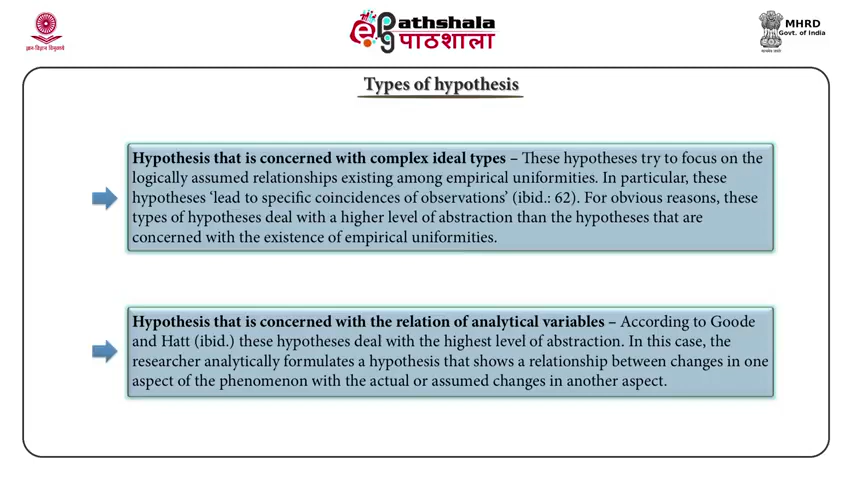 ePathshala
पाठशाला
MHRD
Govt. of India
Types of hypothesis
Hypothesis that is concerned with complex ideal types – These hypotheses try to focus on the
logically assumed relationships existing among empirical uniformities. In particular, these
hypotheses ‘lead to specific coincidences of observations’ (ibid.: 62). For obvious reasons, these
types of hypotheses deal with a higher level of abstraction than the hypotheses that are
concerned with the existence of empirical uniformities.
Hypothesis that is concerned with the relation of analytical variables – According to Goode
and Hatt (ibid.) these hypotheses deal with the highest level of abstraction. In this case, the
researcher analytically formulates a hypothesis that shows a relationship between changes in one
aspect of the phenomenon with the actual or assumed changes in another aspect.